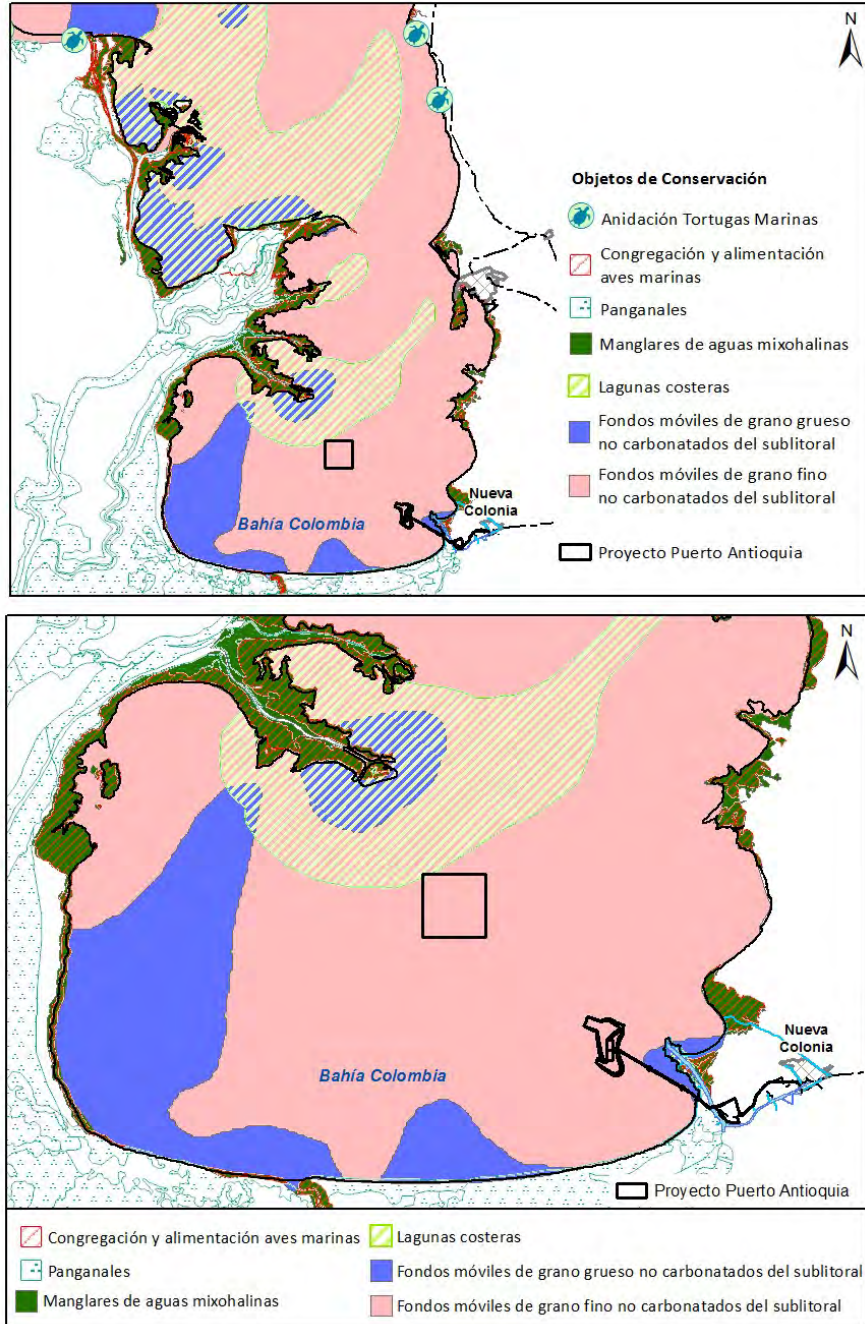 N
Objetos de Conservación
Anidación Tortugas Marinas
Congregación y alimentación
aves marinas
Panganales
Manglares de aguas mixohalinas
Lagunas costeras
Fondos móviles de grano grueso
no carbonatados del sublitoral
Fondos móviles de grano fino
no carbonatados del sublitoral
Nueva
Colonia
Bahía Colombia
Proyecto Puerto Antioquia
N
Nueva
Colonia
Bahía Colombia
Proyecto Puerto Antioquia
Congregación y alimentación aves marinas
Lagunas costeras
Panganales
Fondos móviles de grano grueso no carbonatados del sublitoral
Manglares de aguas mixohalinas
Fondos móviles de grano fino no carbonatados del sublitoral